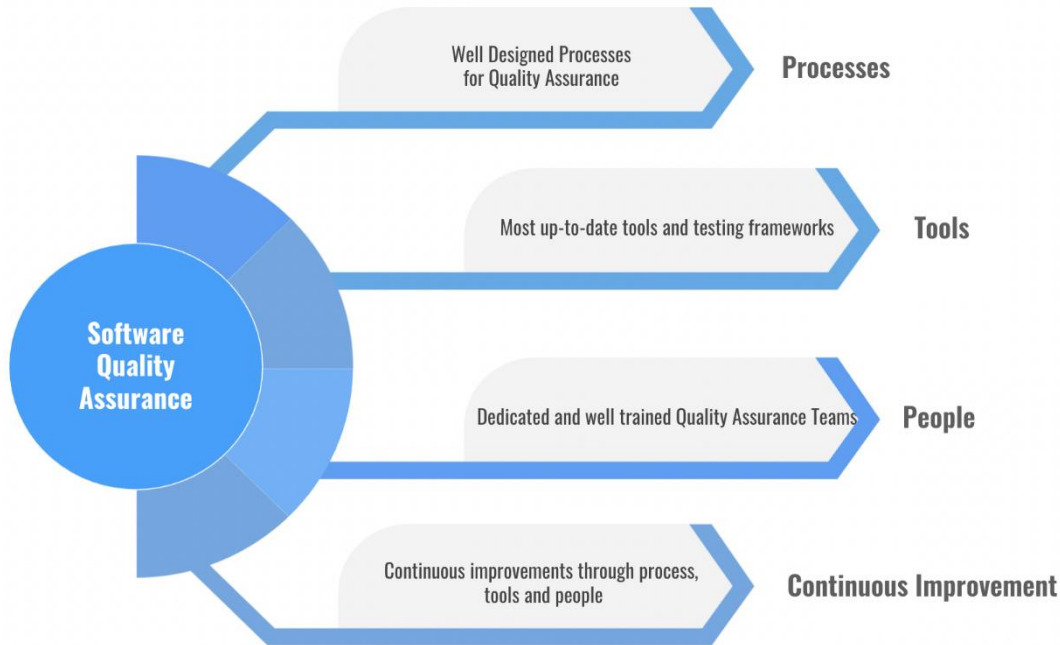 Well Designed Processes
for Quality Assurance
Processes
Most up-to-date tools and testing frameworks
Tools
Software
Quality
Assurance
Dedicated and well trained Quality Assurance Teams
People
Continuous improvements through process,
tools and people
Continuous Improvement